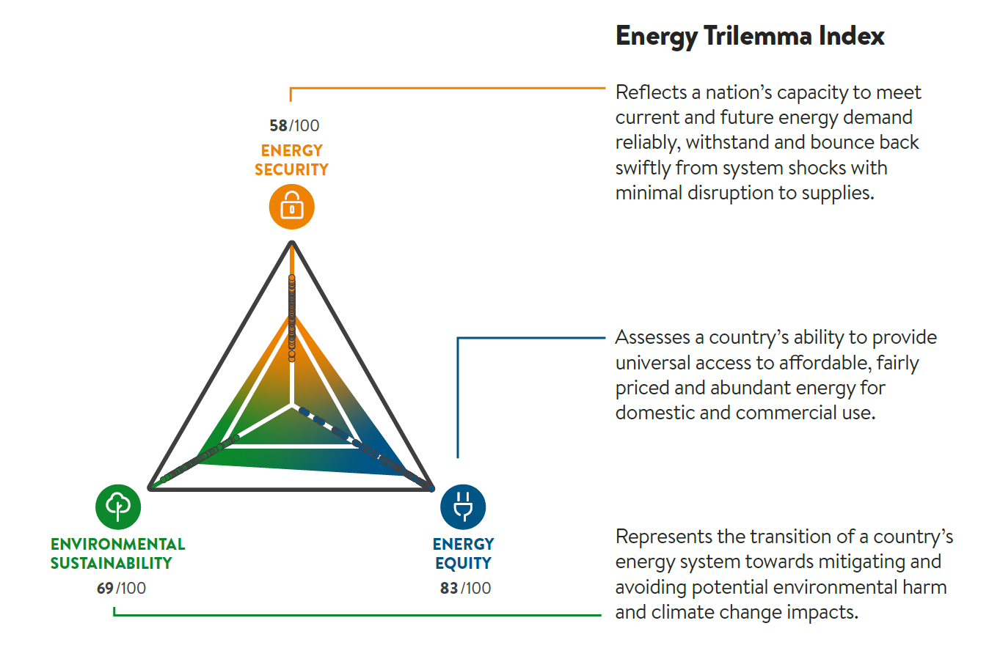 Energy Trilemma Index
Reflects a nation's capacity to meet
current and future energy demand
reliably, withstand and bounce back
swiftly from system shocks with
minimal disruption to supplies.
58/100
ENERGY
SECURITY
Assesses a country's ability to provide
universal access to affordable, fairly
priced and abundant energy for
domestic and commercial use.
ENVIRONMENTAL
SUSTAINABILITY
69/100
ENERGY
EQUITY
83/100
Represents the transition of a country's
energy system towards mitigating and
avoiding potential environmental harm
and climate change impacts.